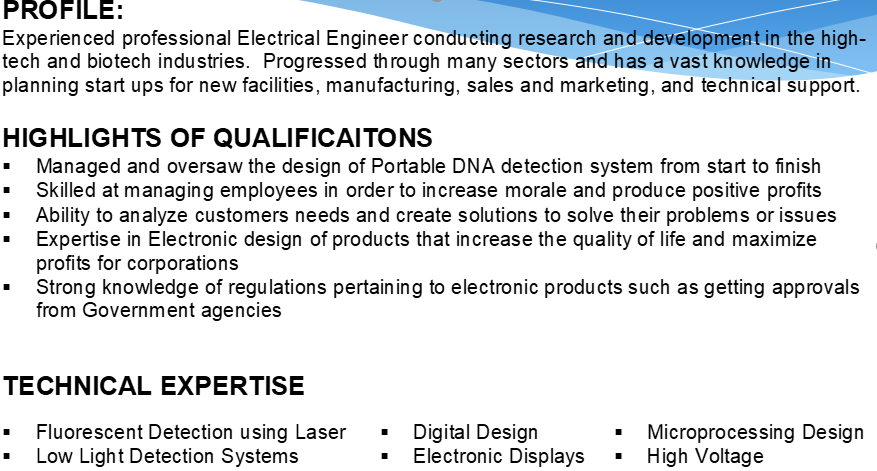 PROFILE:
Experienced professional Electrical Engineer conducting research and development in the high-
tech and biotech industries.  Progressed through many sectors and has a vast knowledge in
planning start ups for new facilities, manufacturing, sales and marketing, and technical support.
HIGHLIGHTS OF QUALIFICAITONS
▪ Managed and oversaw the design of Portable DNA detection system from start to finish
▪ Skilled at managing employees in order to increase morale and produce positive profits
▪ Ability to analyze customers needs and create solutions to solve their problems or issues
▪ Expertise in Electronic design of products that increase the quality of life and maximize
profits for corporations
▪ Strong knowledge of regulations pertaining to electronic products such as getting approvals
from Government agencies
TECHNICAL EXPERTISE
▪ Fluorescent Detection using Laser ▪ Digital Design ▪ Microprocessing Design
▪ Low Light Detection Systems ▪ Electronic Displays ▪ High Voltage